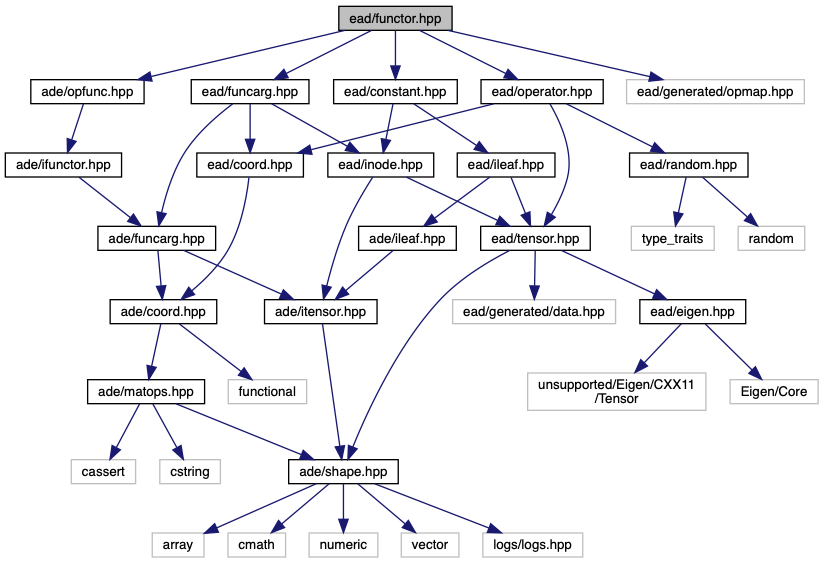 ead/functor.hpp
ade/opfunc.hpp
ead/funcarg.hpp
ead/constant.hpp
ead/operator.hpp
ead/generated/opmap.hpp
ade/ifunctor.hpp
ead/coord.hpp
ead/inode.hpp
ead/ileaf.hpp
ead/random.hpp
ade/funcarg.hpp
ade/ileaf.hpp
ead/tensor.hpp
type_traits
random
ade/coord.hpp
ade/itensor.hpp
ead/generated/data.hpp
ead/eigen.hpp
ade/matops.hpp
functional
unsupported/Eigen/CXX11
/Tensor
Eigen/Core
cassert
cstring
ade/shape.hpp
array
cmath
numeric
vector
logs/logs.hpp